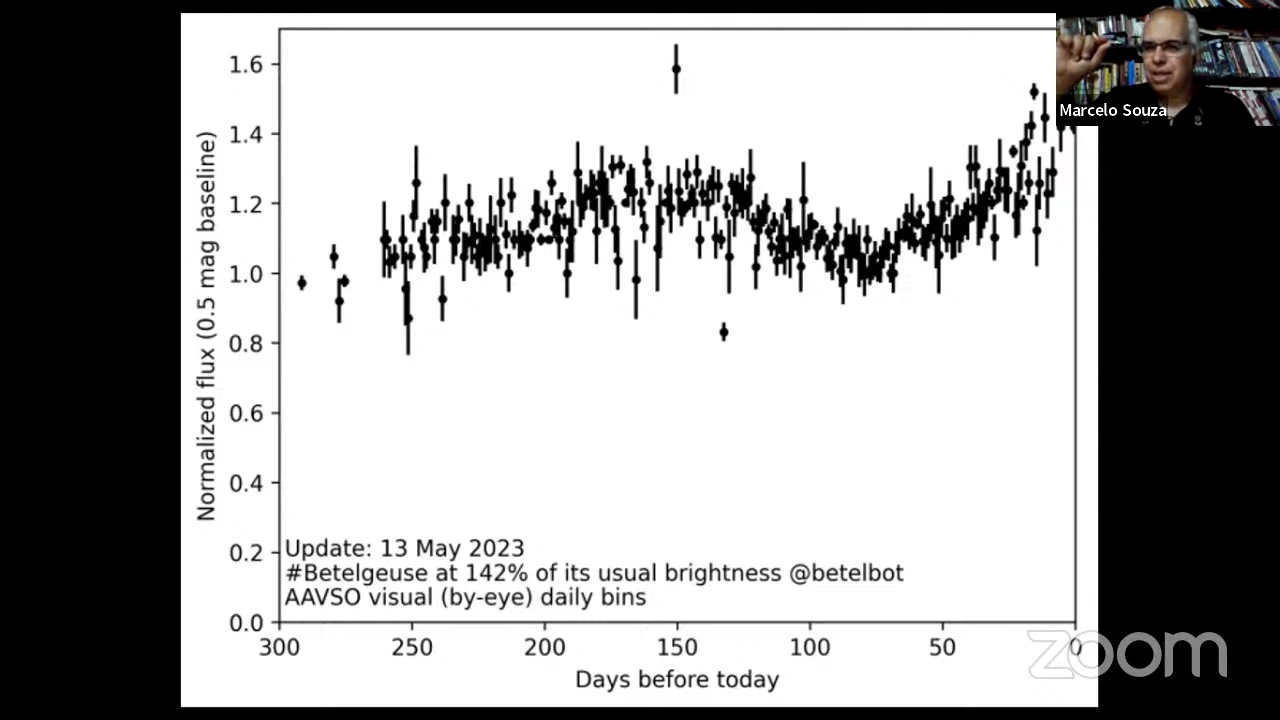 1.6
1.4
1.2
1.0
0.8
0.6
0.4
0.2
0.0
Normalized flux (0.5 mag baseline)
Marcelo Souza
Update: 13 May 2023
#Betelgeuse at 142% of its usual brightness @betelbot
AAVSO visual (by-eye) daily bins
300 250 200 150 100 50 0
Days before today
zoom